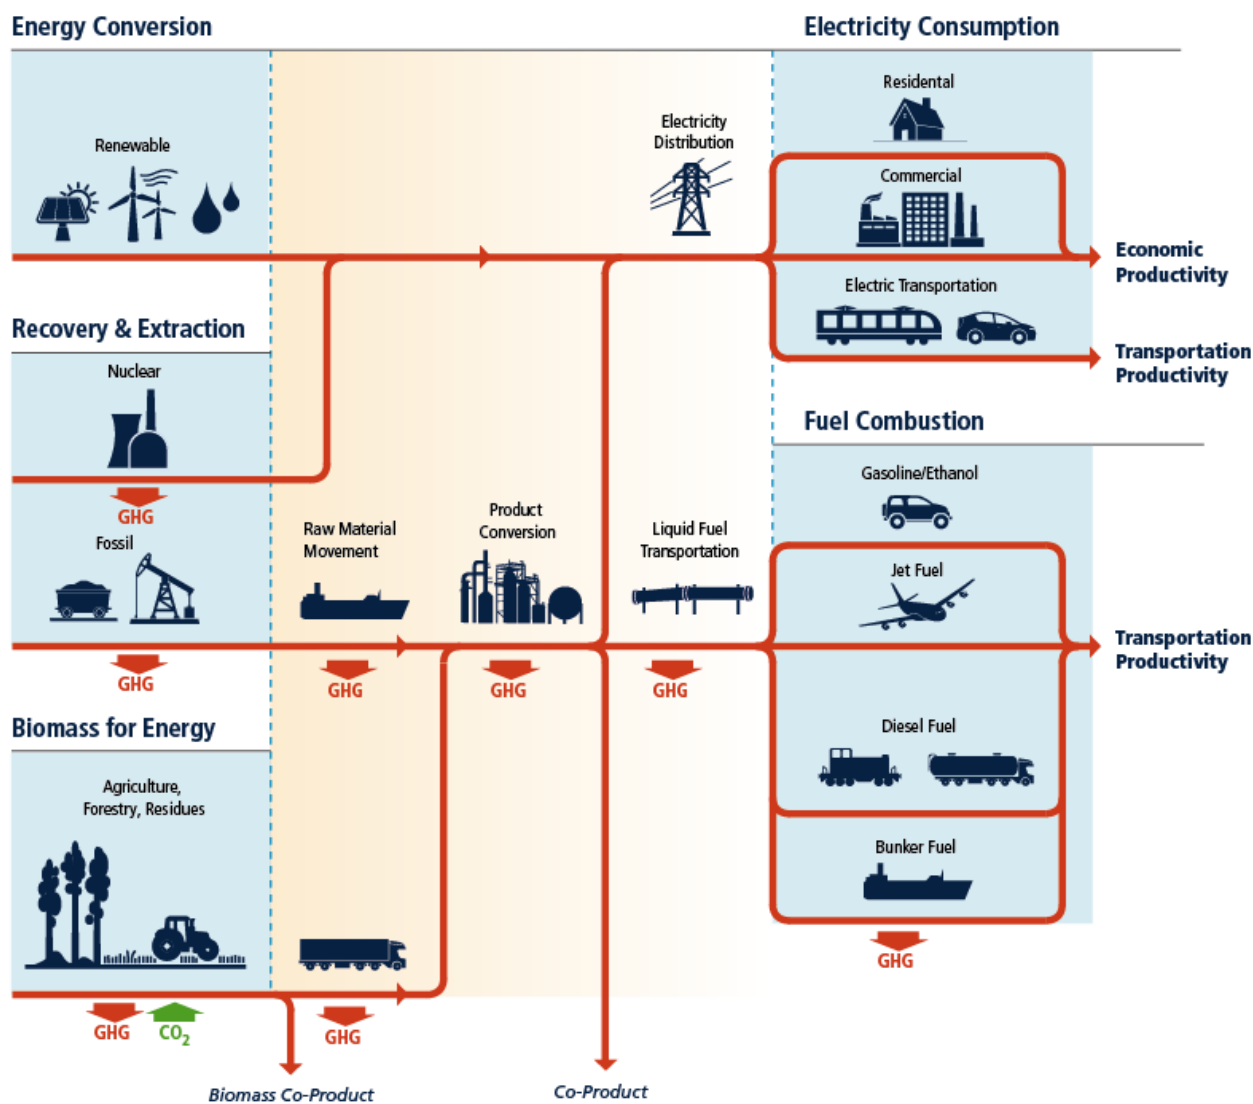 Energy Conversion
Electricity Consumption
Residental
Renewable
Electricity
Distribution
Commercial
Economic
Productivity
Electric Transportation
Recovery & Extraction
Nuclear
Transportation
Productivity
Fuel Combustion
Gasoline/Ethanol
GHG
Fossil
Raw Material
Movement
Product
Conversion
Liquid Fuel
Transportation
Jet Fuel
Transportation
Productivity
GHG
GHG
GHG
GHG
Biomass for Energy
Diesel Fuel
Agriculture,
Forestry, Residues
Bunker Fuel
GHG
GHG
CO2
GHG
Biomass Co-Product
Co-Product